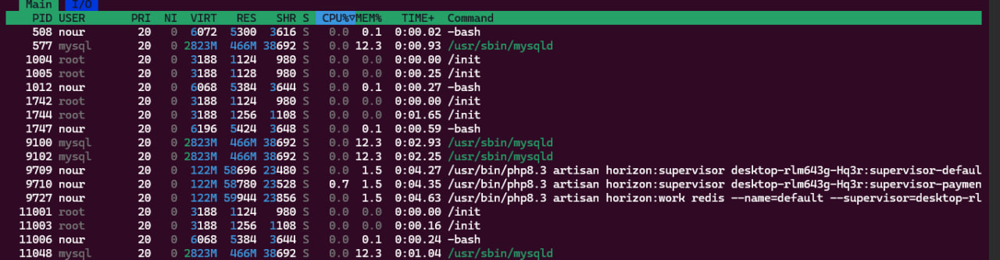 Main I/O
PID USER PRI NI VIRT RES SHR S CPU%▽MEM% TIME+ Command
508 nour 20 0 6072 5300 3616 S 0.0 0.1 0:00.02 -bash
577 mysql 20 0 2823M 466M 38692 S 0.0 12.3 0:00.93 /usr/sbin/mysqld
1004 root 20 0 3188 1124 980 S 0.0 0.0 0:00.00 /init
1005 root 20 0 3188 1128 980 S 0.0 0.0 0:00.25 /init
1012 nour 20 0 6068 5384 3644 S 0.0 0.1 0:00.27 -bash
1742 root 20 0 3188 1124 980 S 0.0 0.0 0:00.00 /init
1744 root 20 0 3188 1256 1108 S 0.0 0.0 0:01.65 /init
1747 nour 20 0 6196 5424 3648 S 0.0 0.1 0:00.59 -bash
9100 mysql 20 0 2823M 466M 38692 S 0.0 12.3 0:02.93 /usr/sbin/mysqld
9102 mysql 20 0 2823M 466M 38692 S 0.0 12.3 0:02.25 /usr/sbin/mysqld
9709 nour 20 0 122M 58696 23480 S 0.0 1.5 0:04.27 /usr/bin/php8.3 artisan horizon:supervisor desktop-rlm643g-Hq3r:supervisor-defaul
9710 nour 20 0 122M 58780 23528 S 0.7 1.5 0:04.35 /usr/bin/php8.3 artisan horizon:supervisor desktop-rlm643g-Hq3r:supervisor-paymen
9727 nour 20 0 122M 59944 23856 S 0.0 1.5 0:04.63 /usr/bin/php8.3 artisan horizon:work redis --name=default --supervisor=desktop-rl
11001 root 20 0 3188 1124 980 S 0.0 0.0 0:00.00 /init
11003 root 20 0 3188 1256 1108 S 0.0 0.0 0:00.16 /init
11006 nour 20 0 6068 5384 3644 S 0.0 0.1 0:00.24 -bash
11048 mysql 20 0 2823M 466M 38692 S 0.0 12.3 0:01.04 /usr/sbin/mysqld